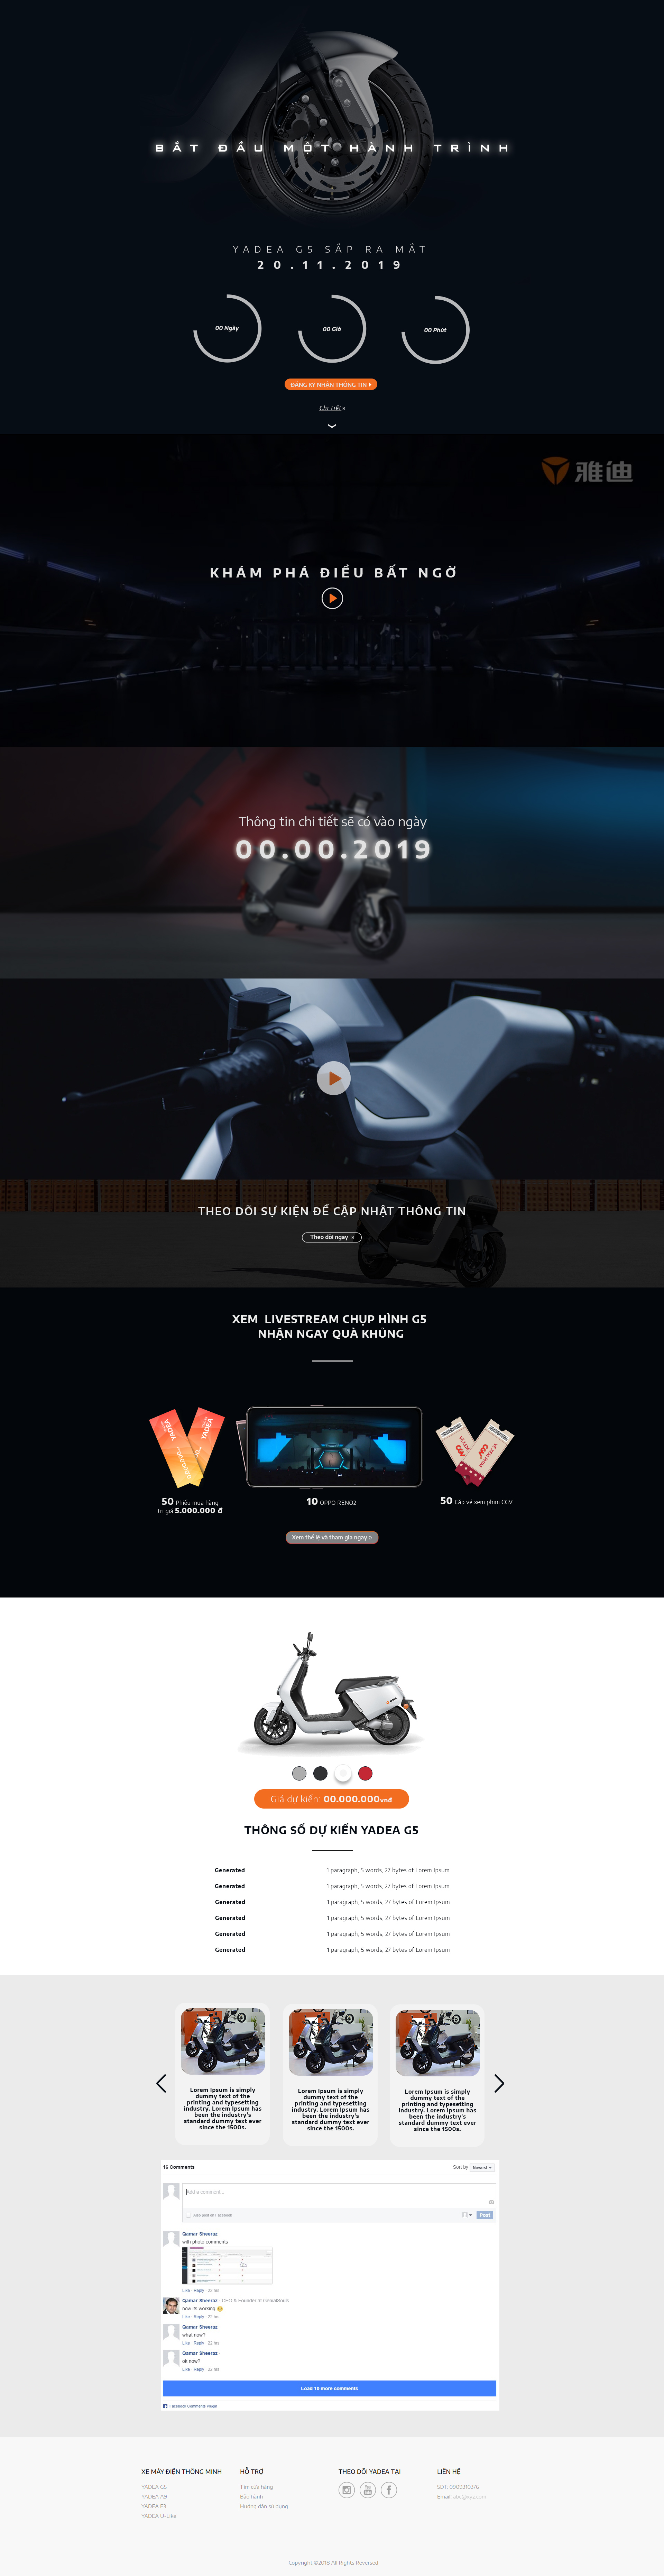 BẮT ĐẦU MỘT HÀNH TRÌNH
YADEA G5 SẮP RA MẮT
20.11.2019
00 Ngày
00 Giờ
00 Phút
ĐĂNG KÝ NHẬN THÔNG TIN
Chi tiết»
雅迪
KHÁM PHÁ ĐIỀU BẤT NGỜ
Thông tin chi tiết sẽ có vào ngày
00.00.2019
THEO DÕI SỰ KIỆN ĐỂ CẬP NHẬT THÔNG TIN
Theo dõi ngay »
XEM LIVESTREAM CHỤP HÌNH G5
NHẬN NGAY QUÀ KHỦNG
YADEA
YADEA
CGV
CGV
50 Phiếu mua hàng
trị giá 5.000.000 đ
10 OPPO RENO2
50 Cặp vé xem phim CGV
Xem thể lệ và tham gia ngay »
Giá dự kiến: 00.000.000vnđ
THÔNG SỐ DỰ KIẾN YADEA G5
Generated 1 paragraph, 5 words, 27 bytes of Lorem Ipsum
Generated 1 paragraph, 5 words, 27 bytes of Lorem Ipsum
Generated 1 paragraph, 5 words, 27 bytes of Lorem Ipsum
Generated 1 paragraph, 5 words, 27 bytes of Lorem Ipsum
Generated 1 paragraph, 5 words, 27 bytes of Lorem Ipsum
Generated 1 paragraph, 5 words, 27 bytes of Lorem Ipsum
Lorem Ipsum is simply
dummy text of the
printing and typesetting
industry. Lorem Ipsum has
been the industry's
standard dummy text ever
since the 1500s.
Lorem Ipsum is simply
dummy text of the
printing and typesetting
industry. Lorem Ipsum has
been the industry's
standard dummy text ever
since the 1500s.
Lorem Ipsum is simply
dummy text of the
printing and typesetting
industry. Lorem Ipsum has
been the industry's
standard dummy text ever
since the 1500s.
16 Comments
Sort by Newest
Add a comment...
Also post on Facebook
Post
Qamar Sheeraz
with photo comments
Like · Reply · 22 hrs
Qamar Sheeraz · CEO & Founder at GenialSouls
now its working
Like · Reply · 22 hrs
Qamar Sheeraz
what now?
Like · Reply · 22 hrs
Qamar Sheeraz
ok now?
Like · Reply · 22 hrs
Load 16 more comments
Facebook Comments Plugin
XE MÁY ĐIỆN THÔNG MINH
YADEA G5
YADEA A9
YADEA E3
YADEA U-Like
HỖ TRỢ
Tìm cửa hàng
Bảo hành
Hướng dẫn sử dụng
THEO DÕI YADEA TẠI
You Tube
LIÊN HỆ
SDT: 0909310376
Email: abc@xyz.com
Copyright ©2019 All Rights Reversed